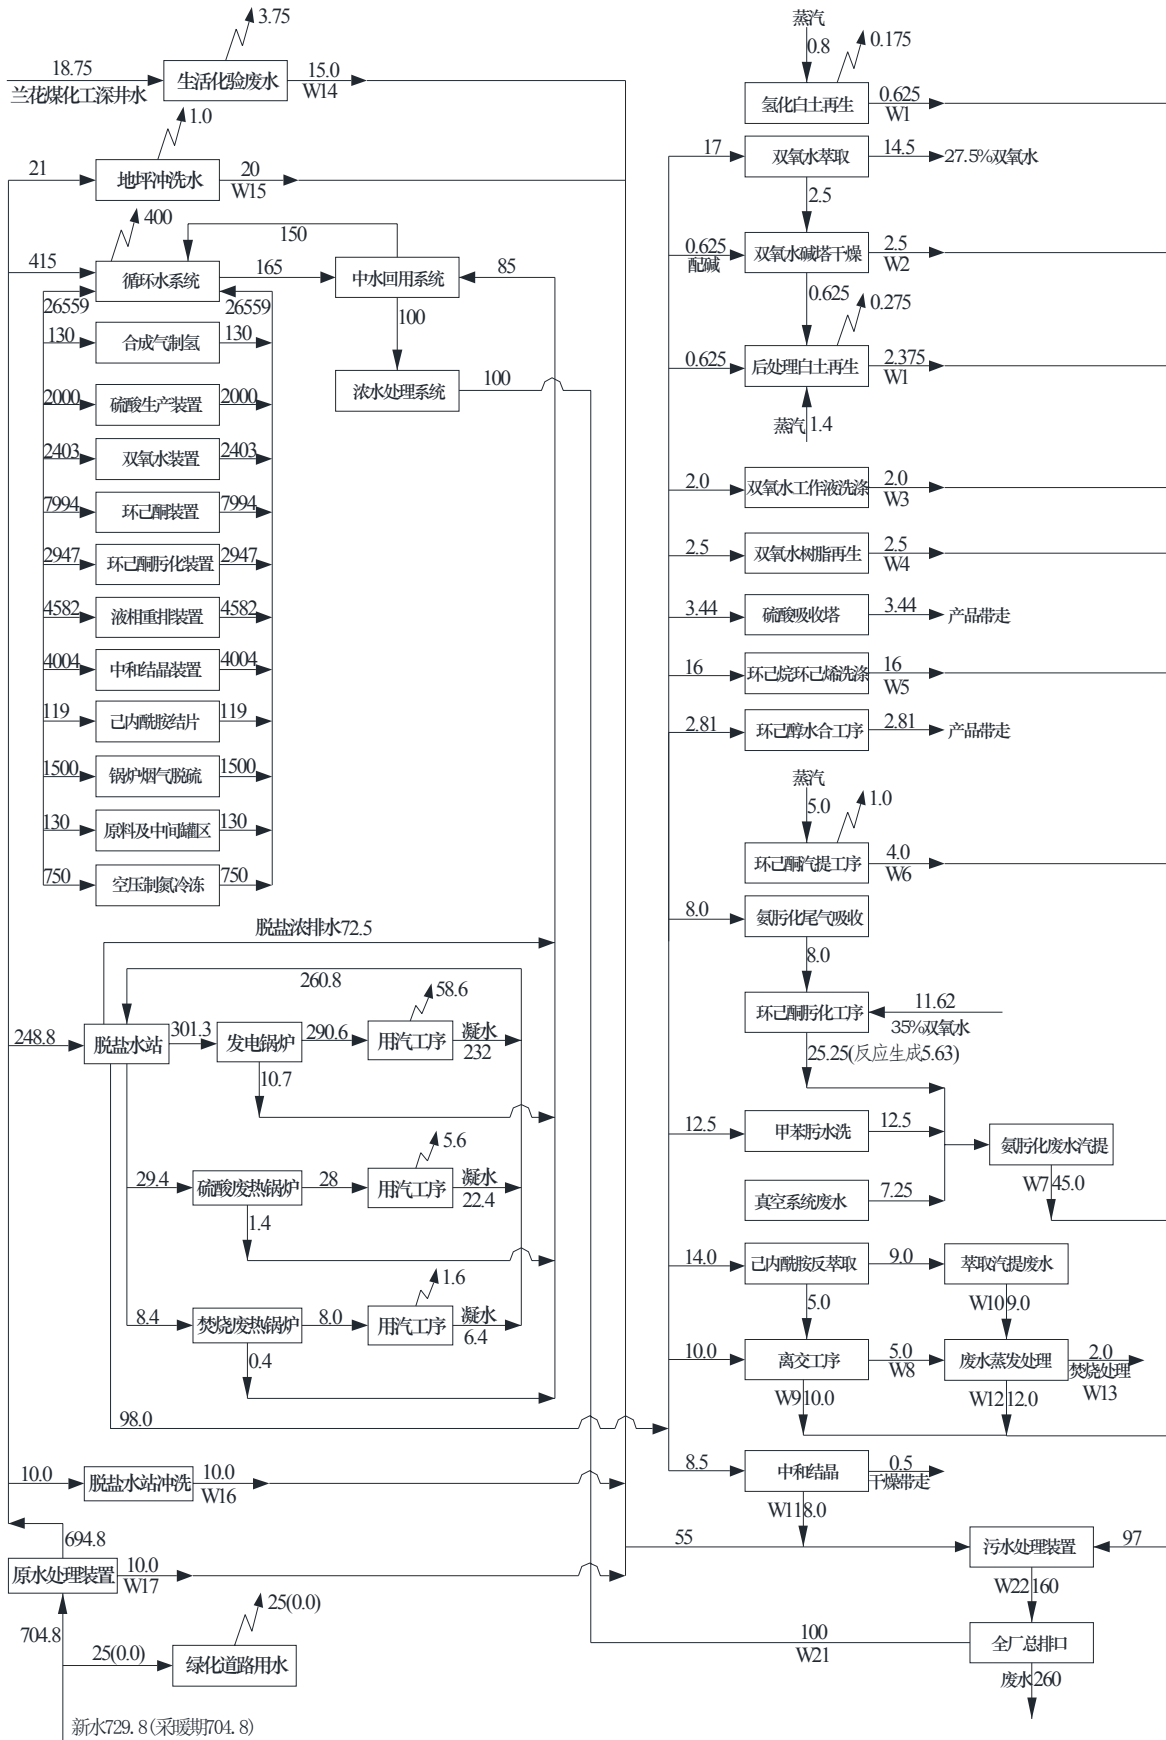 3.75
18.75
兰花煤化工深井水
生活化验废水
15.0
W14
1.0
21
地坪冲洗水
20
W15
400
150
415
循环水系统
165
中水回用系统
85
26559
26559
100
130
合成气制氢
130
浓水处理系统
100
2000
硫酸生产装置
2000
2403
双氧水装置
2403
7994
环己酮装置
7994
2947
环己酮肟化装置
2947
4582
液相重排装置
4582
4004
中和结晶装置
4004
119
己内酰胺结片
119
1500
锅炉烟气脱硫
1500
130
原料及中间罐区
130
750
空压制氮冷冻
750
脱盐浓排水72.5
260.8
58.6
248.8
脱盐水站
301.3
发电锅炉
290.6
用汽工序
凝水
232
10.7
5.6
29.4
硫酸废热锅炉
28
用汽工序
凝水
22.4
1.4
1.6
8.4
焚烧废热锅炉
8.0
用汽工序
凝水
6.4
0.4
98.0
10.0
脱盐水站冲洗
10.0
W16
694.8
原水处理装置
10.0
W17
704.8
25(0.0)
25(0.0)
绿化道路用水
新水729.8(采暖期704.8)
蒸汽
0.8
0.175
氢化白土再生
0.625
W1
17
双氧水萃取
14.5
27.5%双氧水
2.5
0.625
配碱
双氧水碱塔干燥
2.5
W2
0.625
0.275
0.625
后处理白土再生
2.375
W1
蒸汽
1.4
2.0
双氧水工作液洗涤
2.0
W3
2.5
双氧水树脂再生
2.5
W4
3.44
硫酸吸收塔
3.44
产品带走
16
环己烷环己烯洗涤
16
W5
2.81
环己醇水合工序
2.81
产品带走
蒸汽
5.0
1.0
环己酮汽提工序
4.0
W6
8.0
氨肟化尾气吸收
8.0
环己酮肟化工序
11.62
35%双氧水
25.25(反应生成5.63)
12.5
甲苯肟水洗
12.5
氨肟化废水汽提
真空系统废水
7.25
W7
45.0
14.0
己内酰胺反萃取
9.0
萃取汽提废水
5.0
W10
9.0
10.0
离交工序
5.0
W8
废水蒸发处理
2.0
焚烧处理
W13
W9
10.0
W12
12.0
8.5
中和结晶
0.5
干燥带走
W11
8.0
55
污水处理装置
97
W22
160
100
W21
全厂总排口
废水260